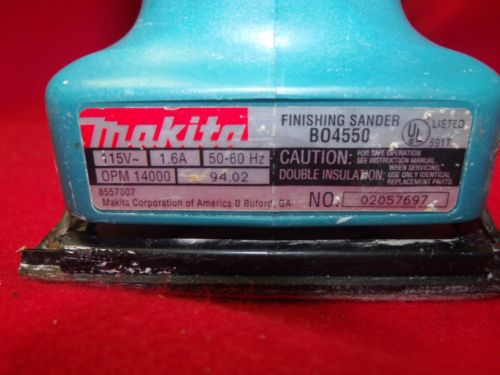 makita
FINISHING SANDER
BO4550
UL
LISTED
591T
115V~ 1.6A 50-60 Hz
OPM 14000 94.02
CAUTION:
DOUBLE INSULATION:
FOR SAFE OPERATION
SEE INSTRUCTION MANUAL.
WHEN SERVICING,
USE ONLY IDENTICAL
REPLACEMENT PARTS.
8557G07
Makita Corporation of America @ Buford, GA
NO. 02057697